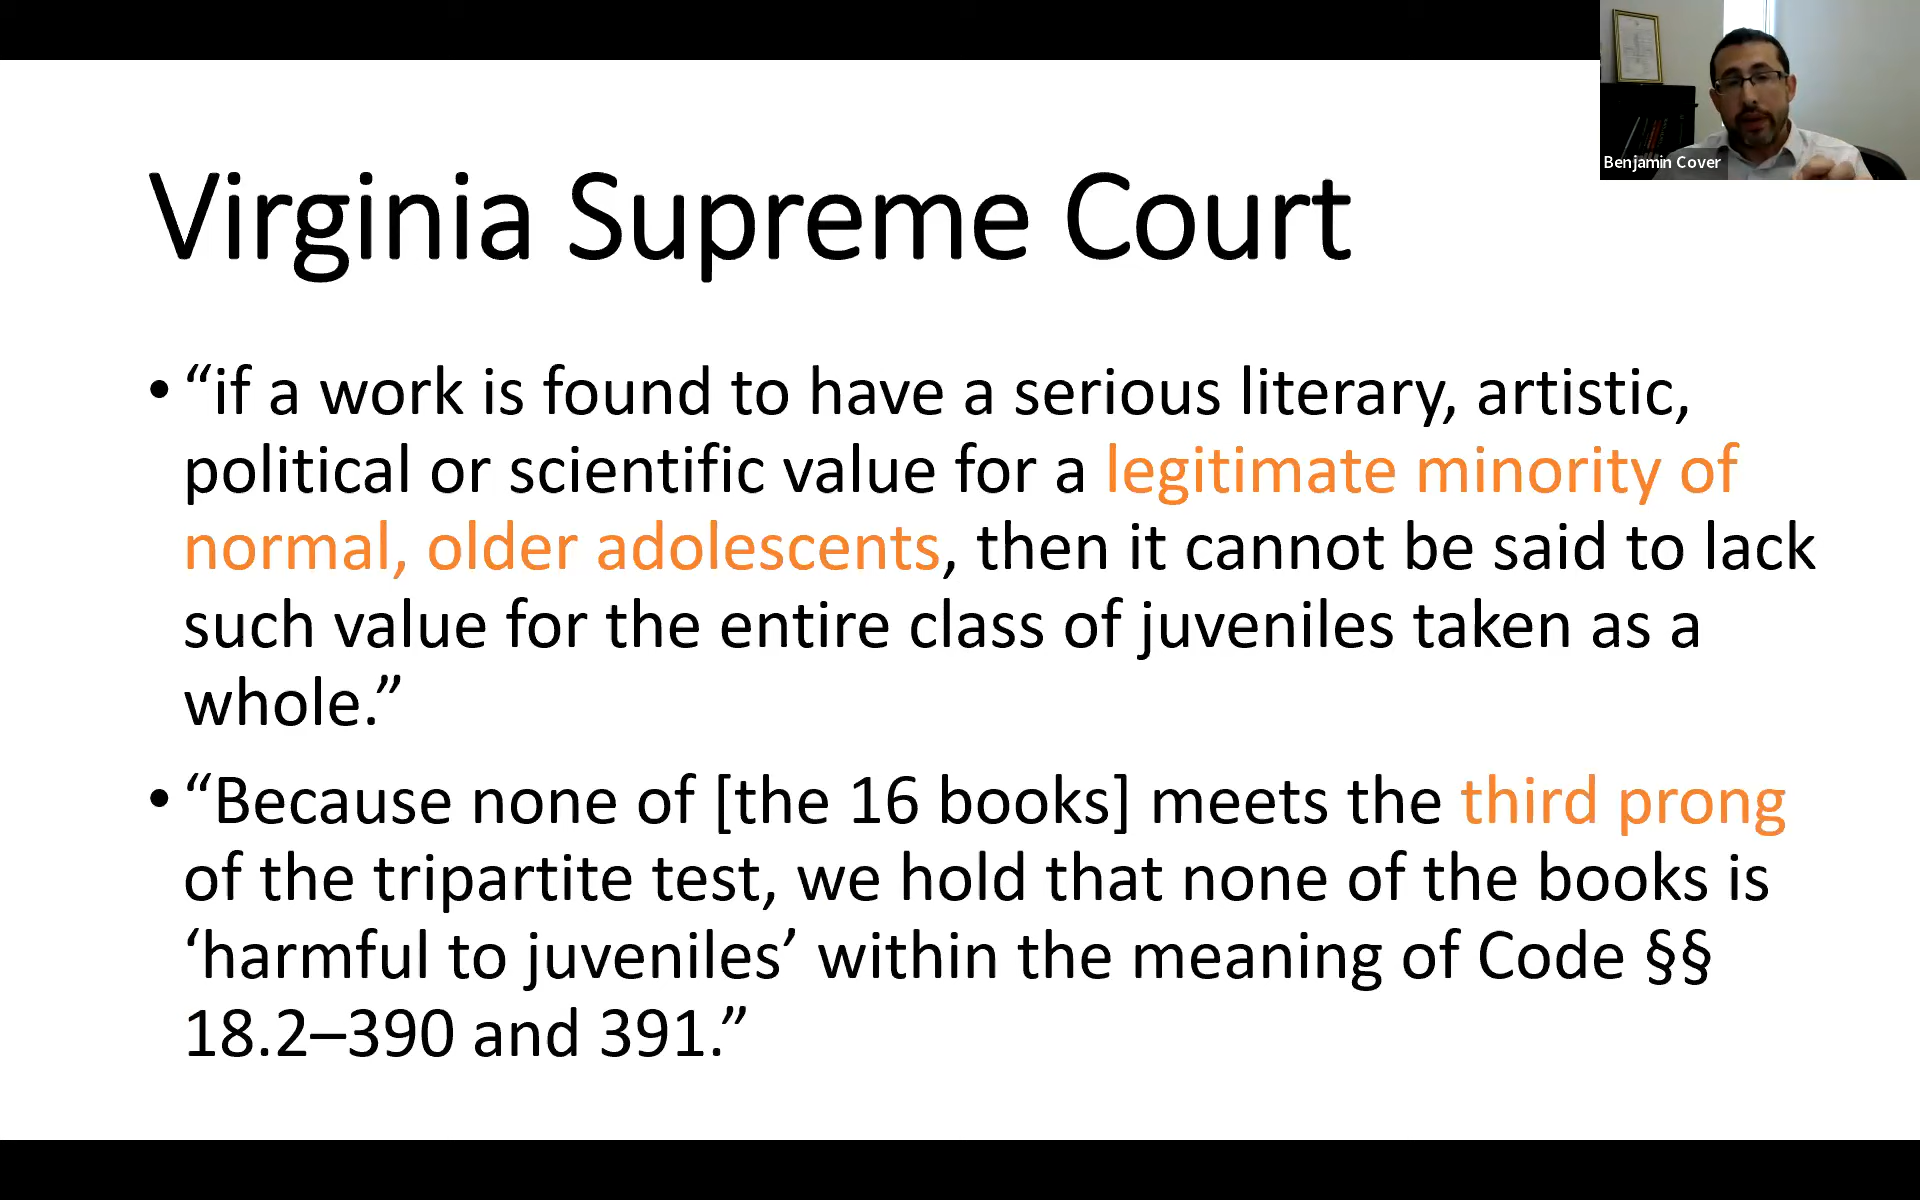 Benjamin Cover
Virginia Supreme Court
• “if a work is found to have a serious literary, artistic,
political or scientific value for a legitimate minority of
normal, older adolescents, then it cannot be said to lack
such value for the entire class of juveniles taken as a
whole.”
• “Because none of [the 16 books] meets the third prong
of the tripartite test, we hold that none of the books is
‘harmful to juveniles’ within the meaning of Code §§
18.2–390 and 391.”